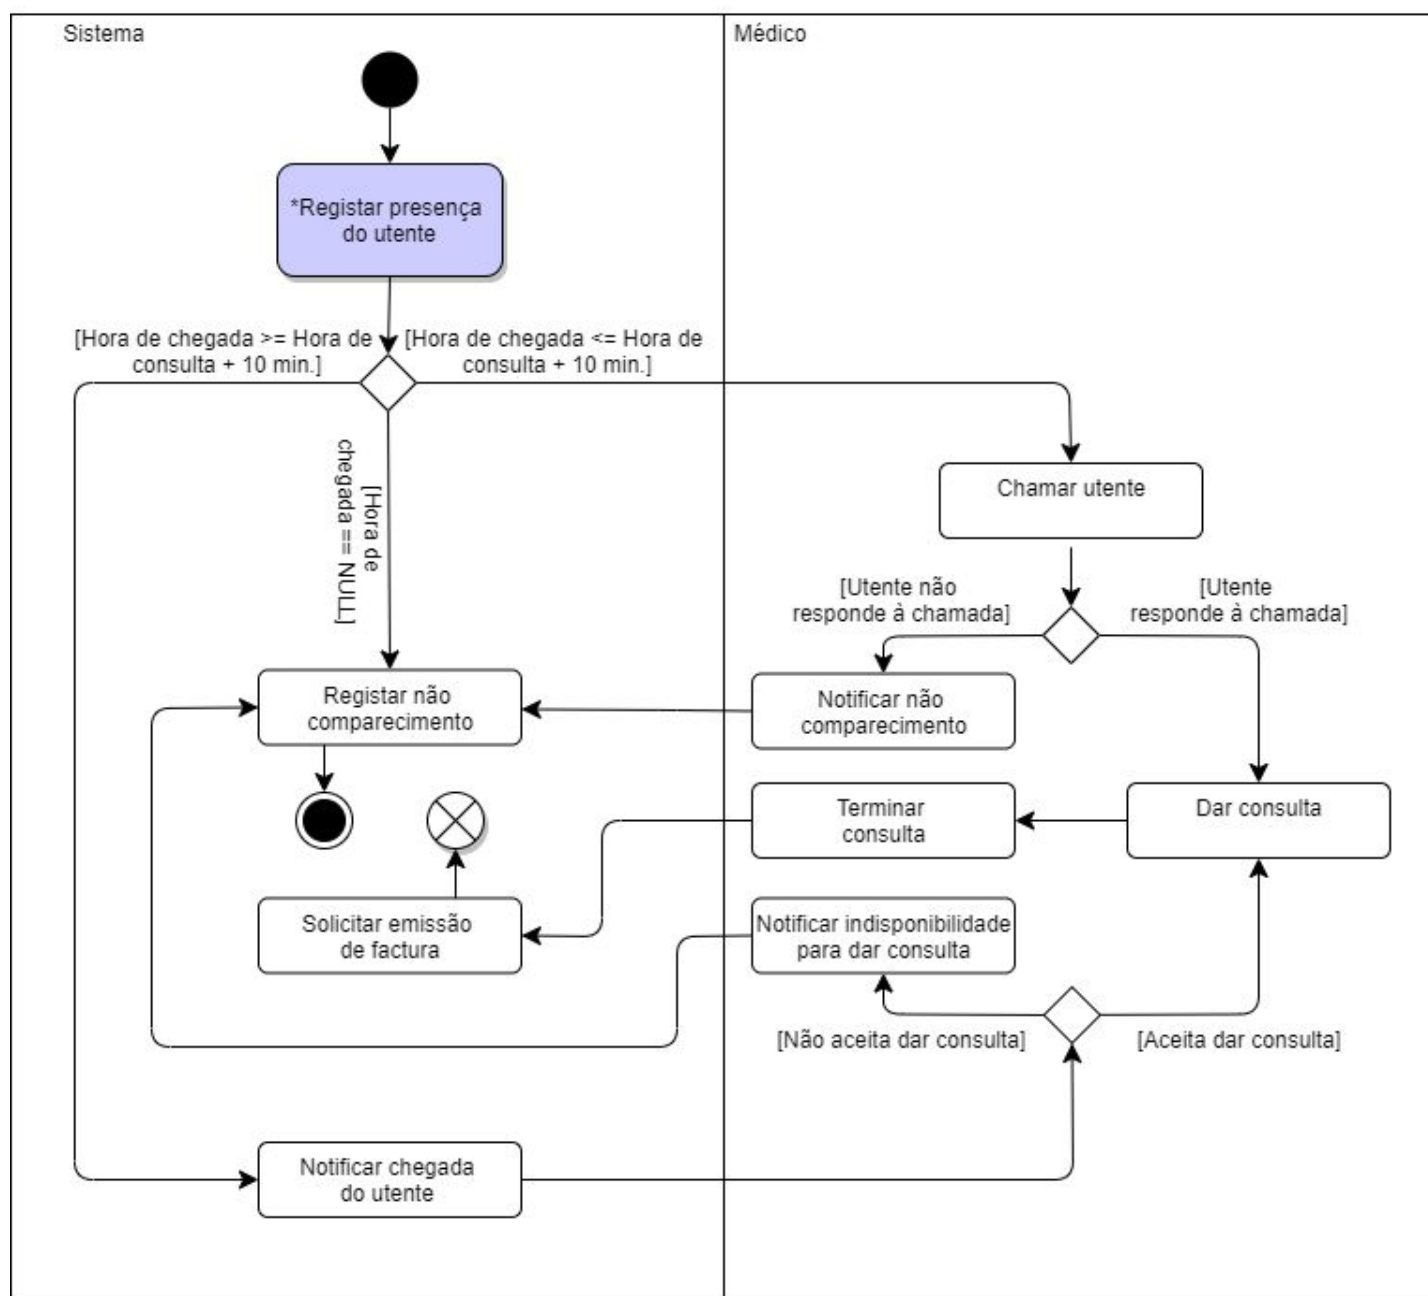 Sistema
Médico
*Registar presença
do utente
[Hora de chegada >= Hora de
consulta + 10 min.]
[Hora de chegada <= Hora de
consulta + 10 min.]
[Hora de
chegada == NULL]
Chamar utente
[Utente não
responde à chamada]
[Utente
responde à chamada]
Registar não
comparecimento
Notificar não
comparecimento
Terminar
consulta
Dar consulta
Solicitar emissão
de factura
Notificar indisponibilidade
para dar consulta
[Não aceita dar consulta]
[Aceita dar consulta]
Notificar chegada
do utente